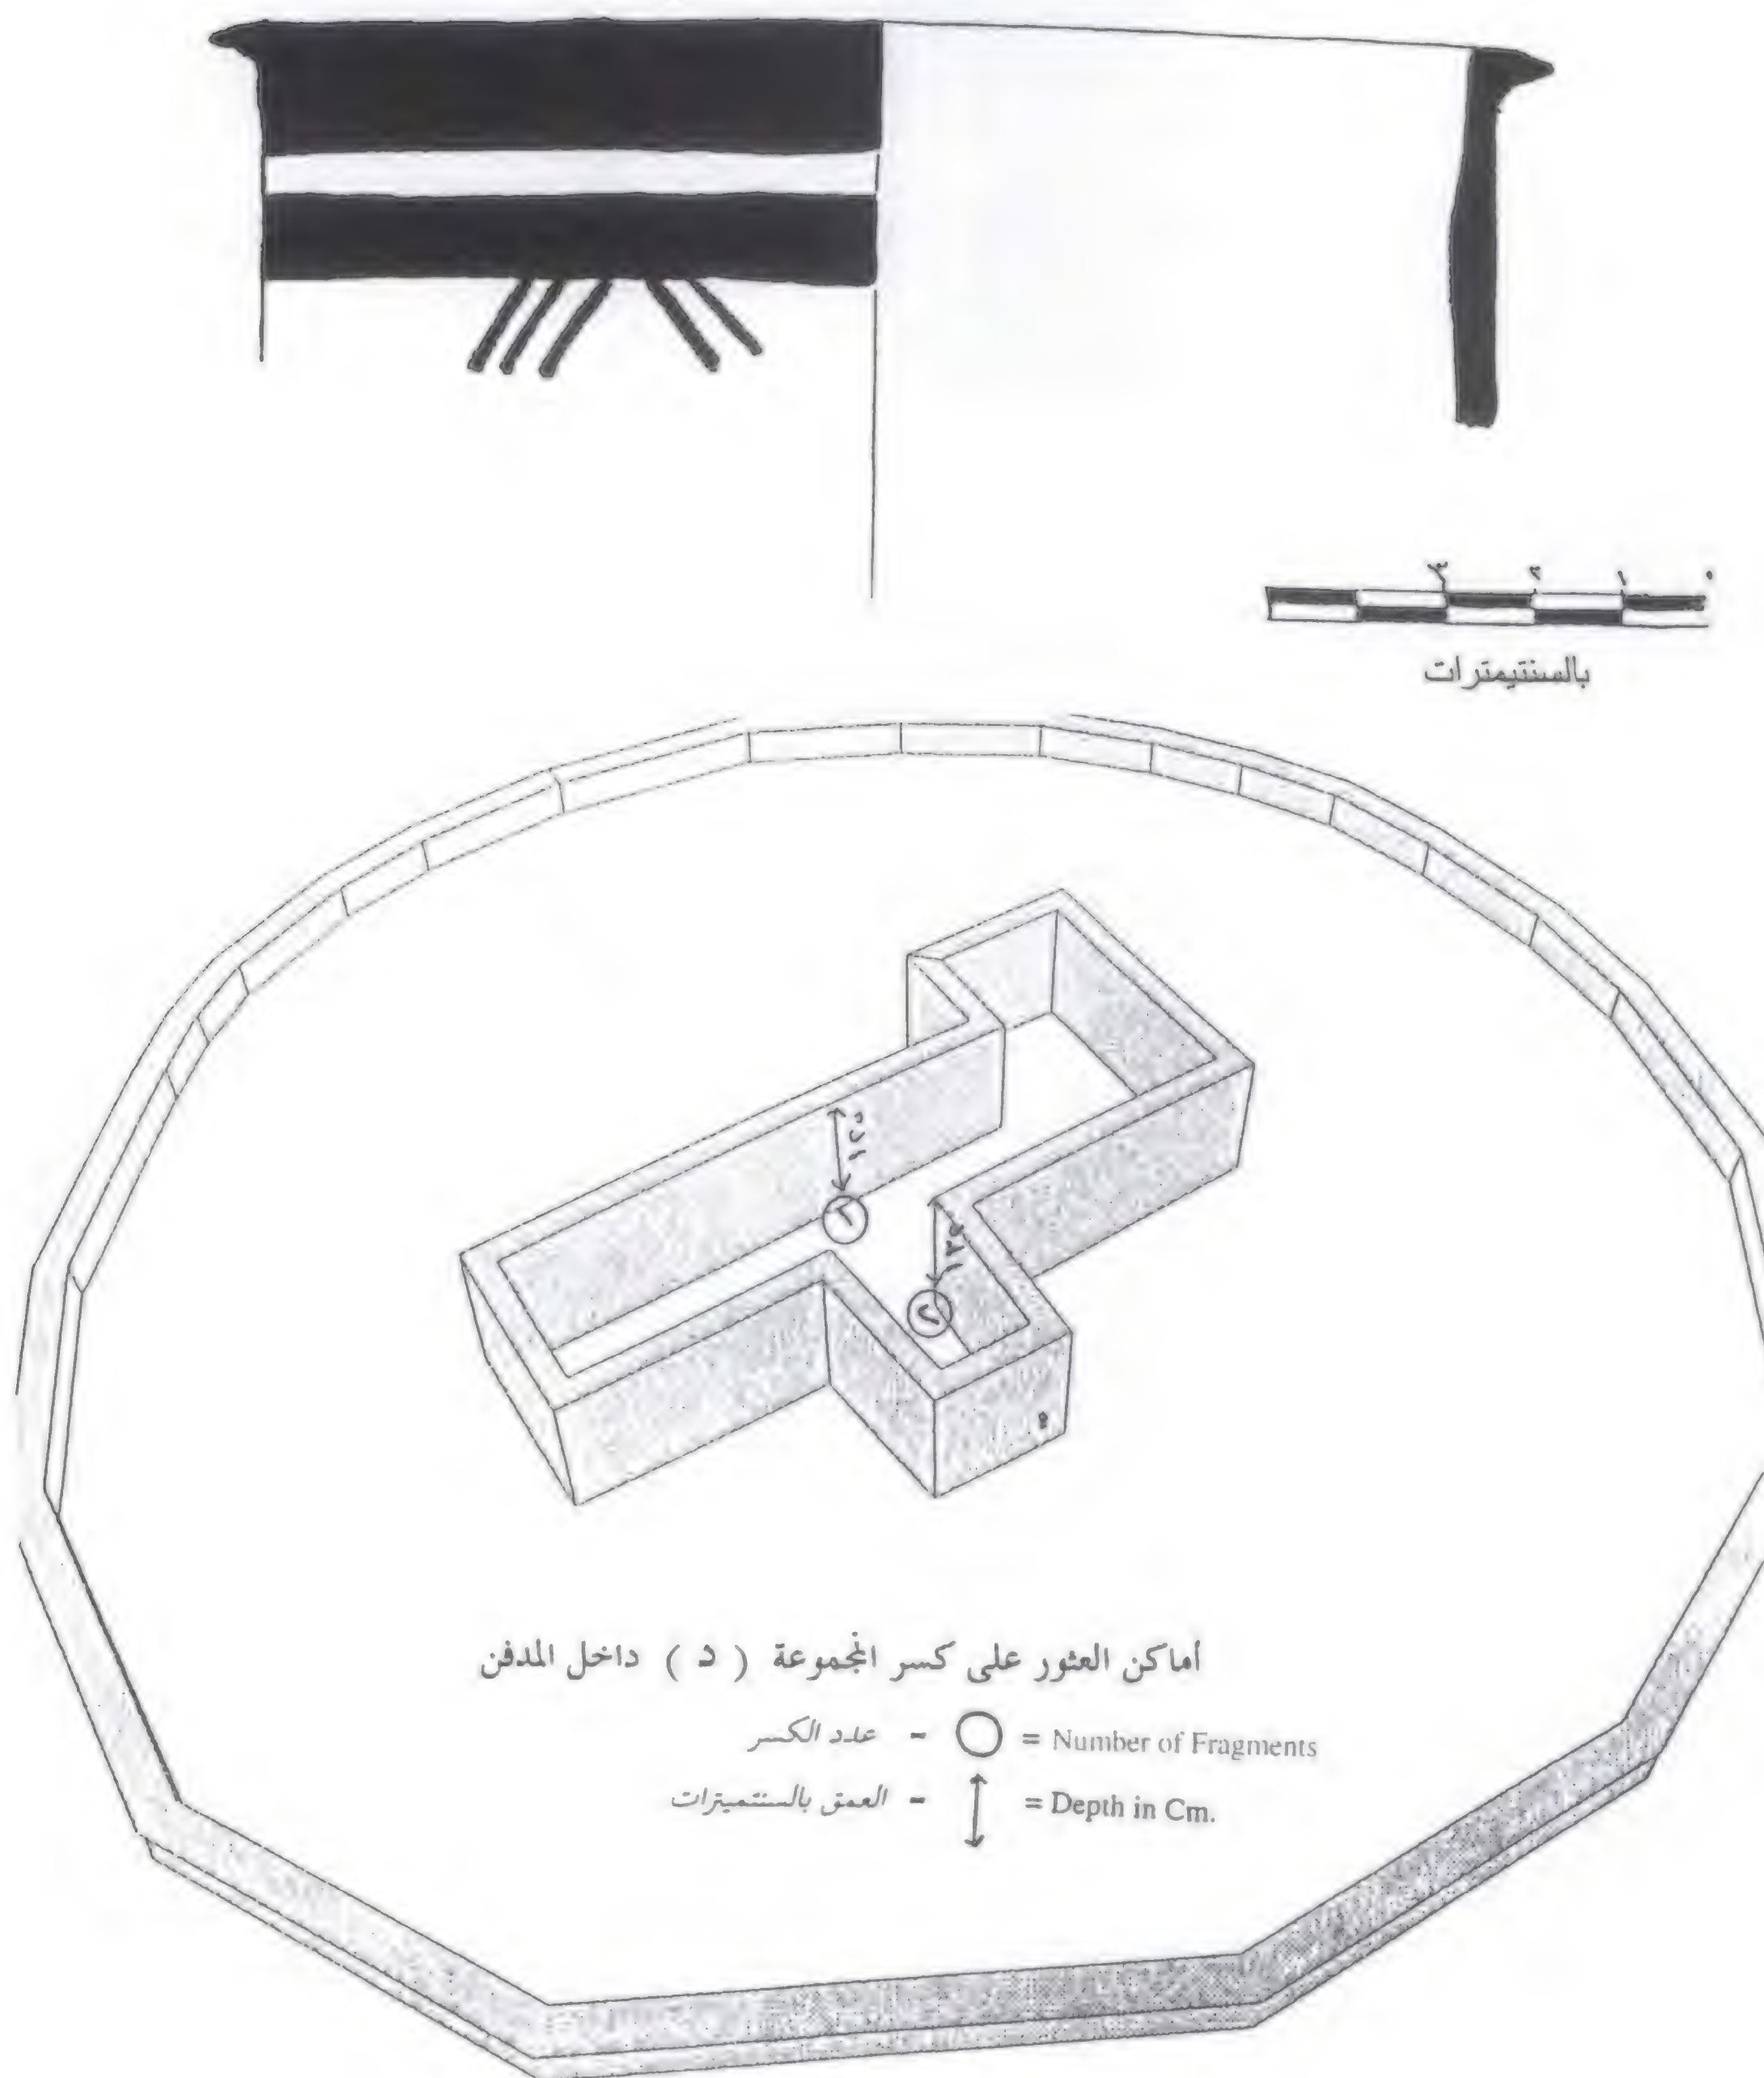 ٣ ٢ ١ ٠
بالسنتيمترات
أماكن العثور على كسر المجموعة ( د ) داخل المدفن
عدد الكسر - = Number of Fragments
العمق بالسنتميترات - = Depth in Cm.